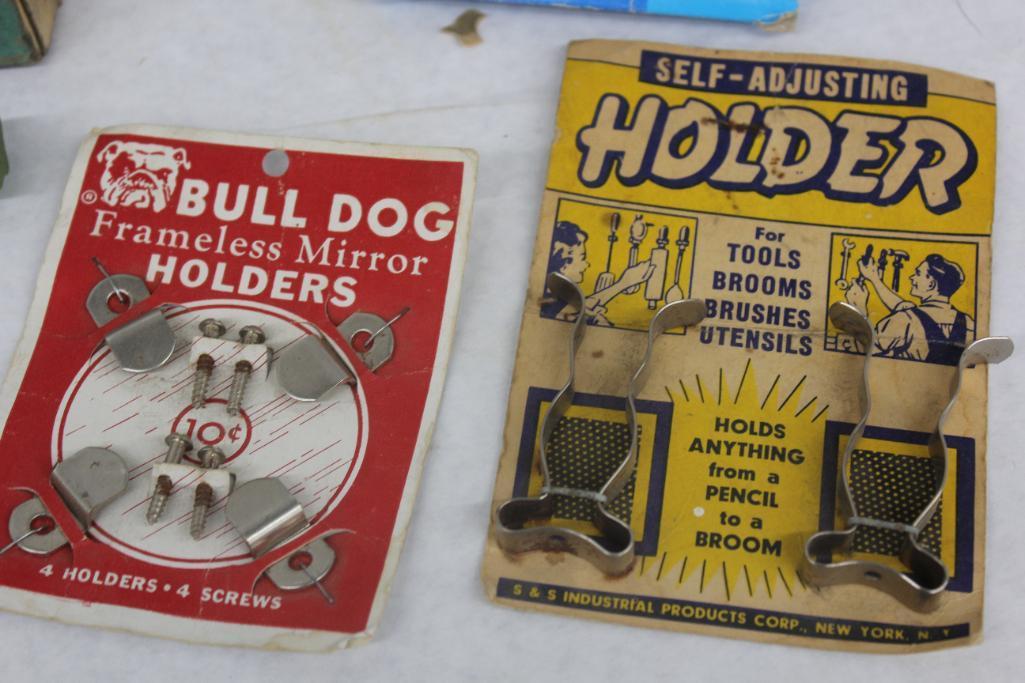 ®
BULL DOG
Frameless Mirror
HOLDERS
10¢
4 HOLDERS • 4 SCREWS
SELF-ADJUSTING
HOLDER
For
TOOLS
BROOMS
BRUSHES
UTENSILS
HOLDS
ANYTHING
from a
PENCIL
to a
BROOM
S & S INDUSTRIAL PRODUCTS CORP., NEW YORK, N. Y.